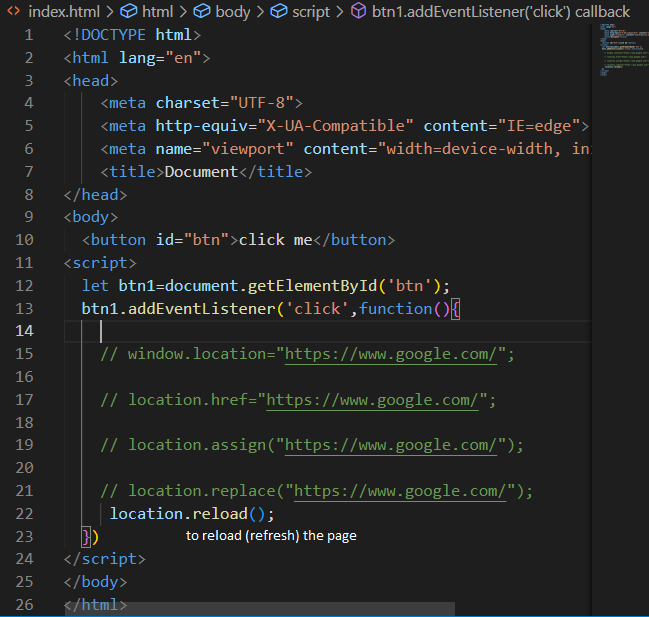 index.html > html > body > script > btn1.addEventListener('click') callback
1 <!DOCTYPE html>
2 <html lang="en">
3 <head>
4 <meta charset="UTF-8">
5 <meta http-equiv="X-UA-Compatible" content="IE=edge">
6 <meta name="viewport" content="width=device-width, ini
7 <title>Document</title>
8 </head>
9 <body>
10 <button id="btn">click me</button>
11 <script>
12 let btn1=document.getElementById('btn');
13 btn1.addEventListener('click',function(){
14
15 // window.location="https://www.google.com/";
16
17 // location.href="https://www.google.com/";
18
19 // location.assign("https://www.google.com/");
20
21 // location.replace("https://www.google.com/");
22 location.reload();
23 })
to reload (refresh) the page
24 </script>
25 </body>
26 </html>